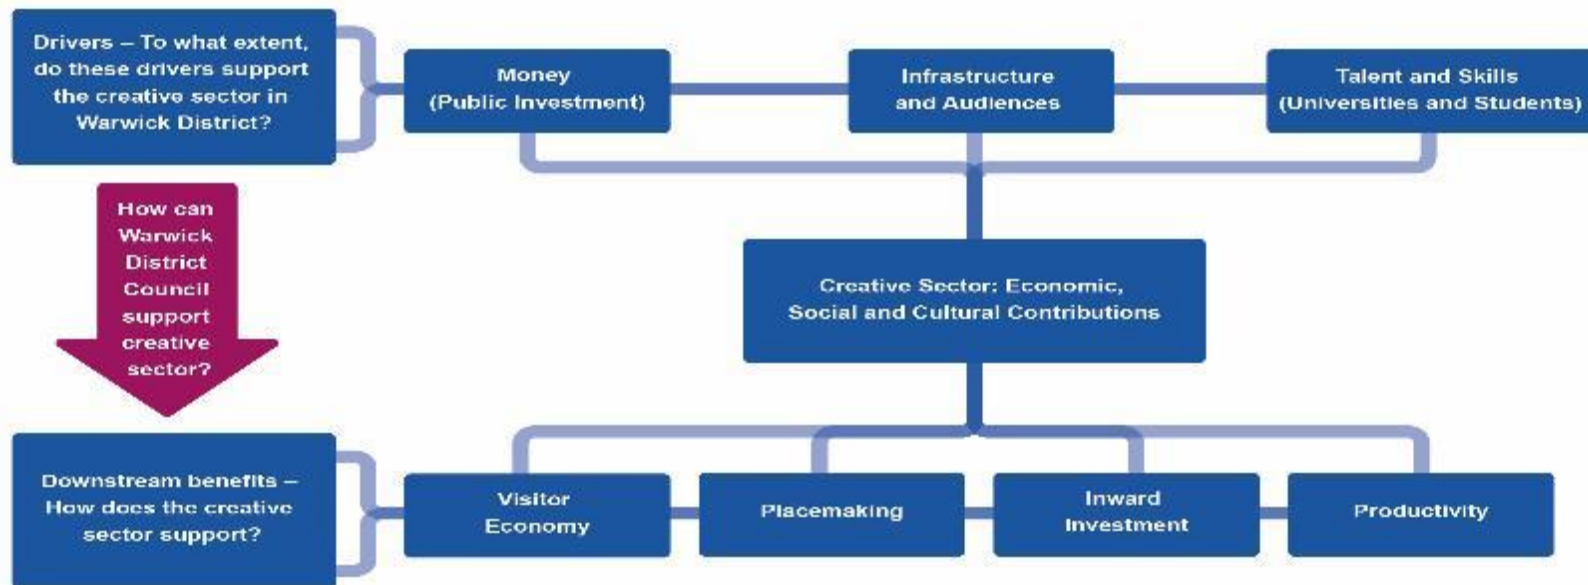 Drivers – To what extent,
do these drivers support
the creative sector in
Warwick District?
Money
(Public Investment)
Infrastructure
and Audiences
Talent and Skills
(Universities and Students)
How can
Warwick
District
Council
support
creative
sector?
Creative Sector: Economic,
Social and Cultural Contributions
Downstream benefits –
How does the creative
sector support?
Visitor
Economy
Placemaking
Inward
Investment
Productivity